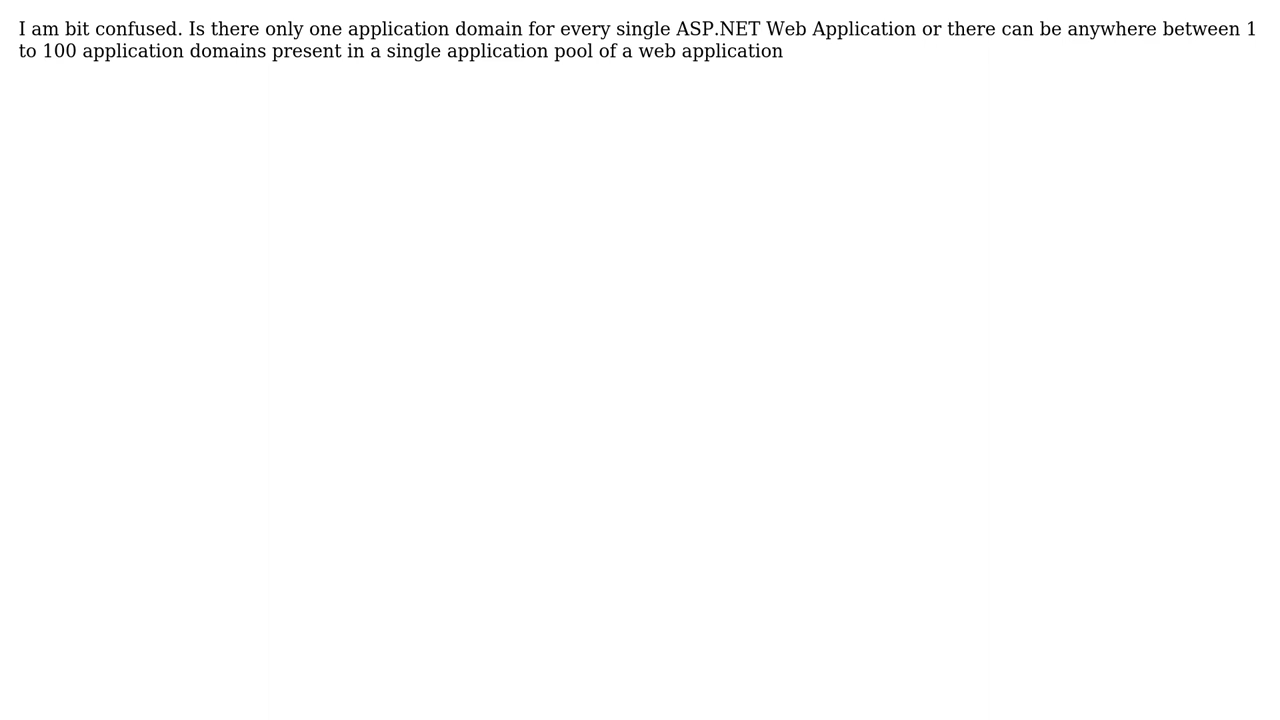 I am bit confused. Is there only one application domain for every single ASP.NET Web Application or there can be anywhere between 1
to 100 application domains present in a single application pool of a web application